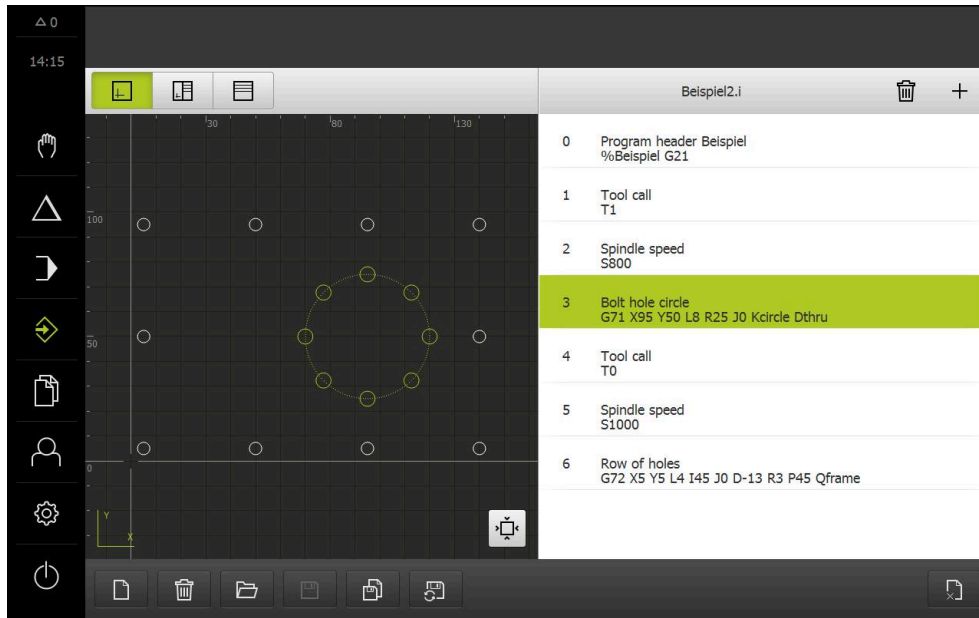 0
14:15
Beispiel2.i
30
80
130
100
50
0
Y
X
0 Program header Beispiel
%Beispiel G21
1 Tool call
T1
2 Spindle speed
S800
3 Bolt hole circle
G71 X95 Y50 L8 R25 J0 Kcircle Dthru
4 Tool call
T0
5 Spindle speed
S1000
6 Row of holes
G72 X5 Y5 L4 I45 J0 D-13 R3 P45 Qframe